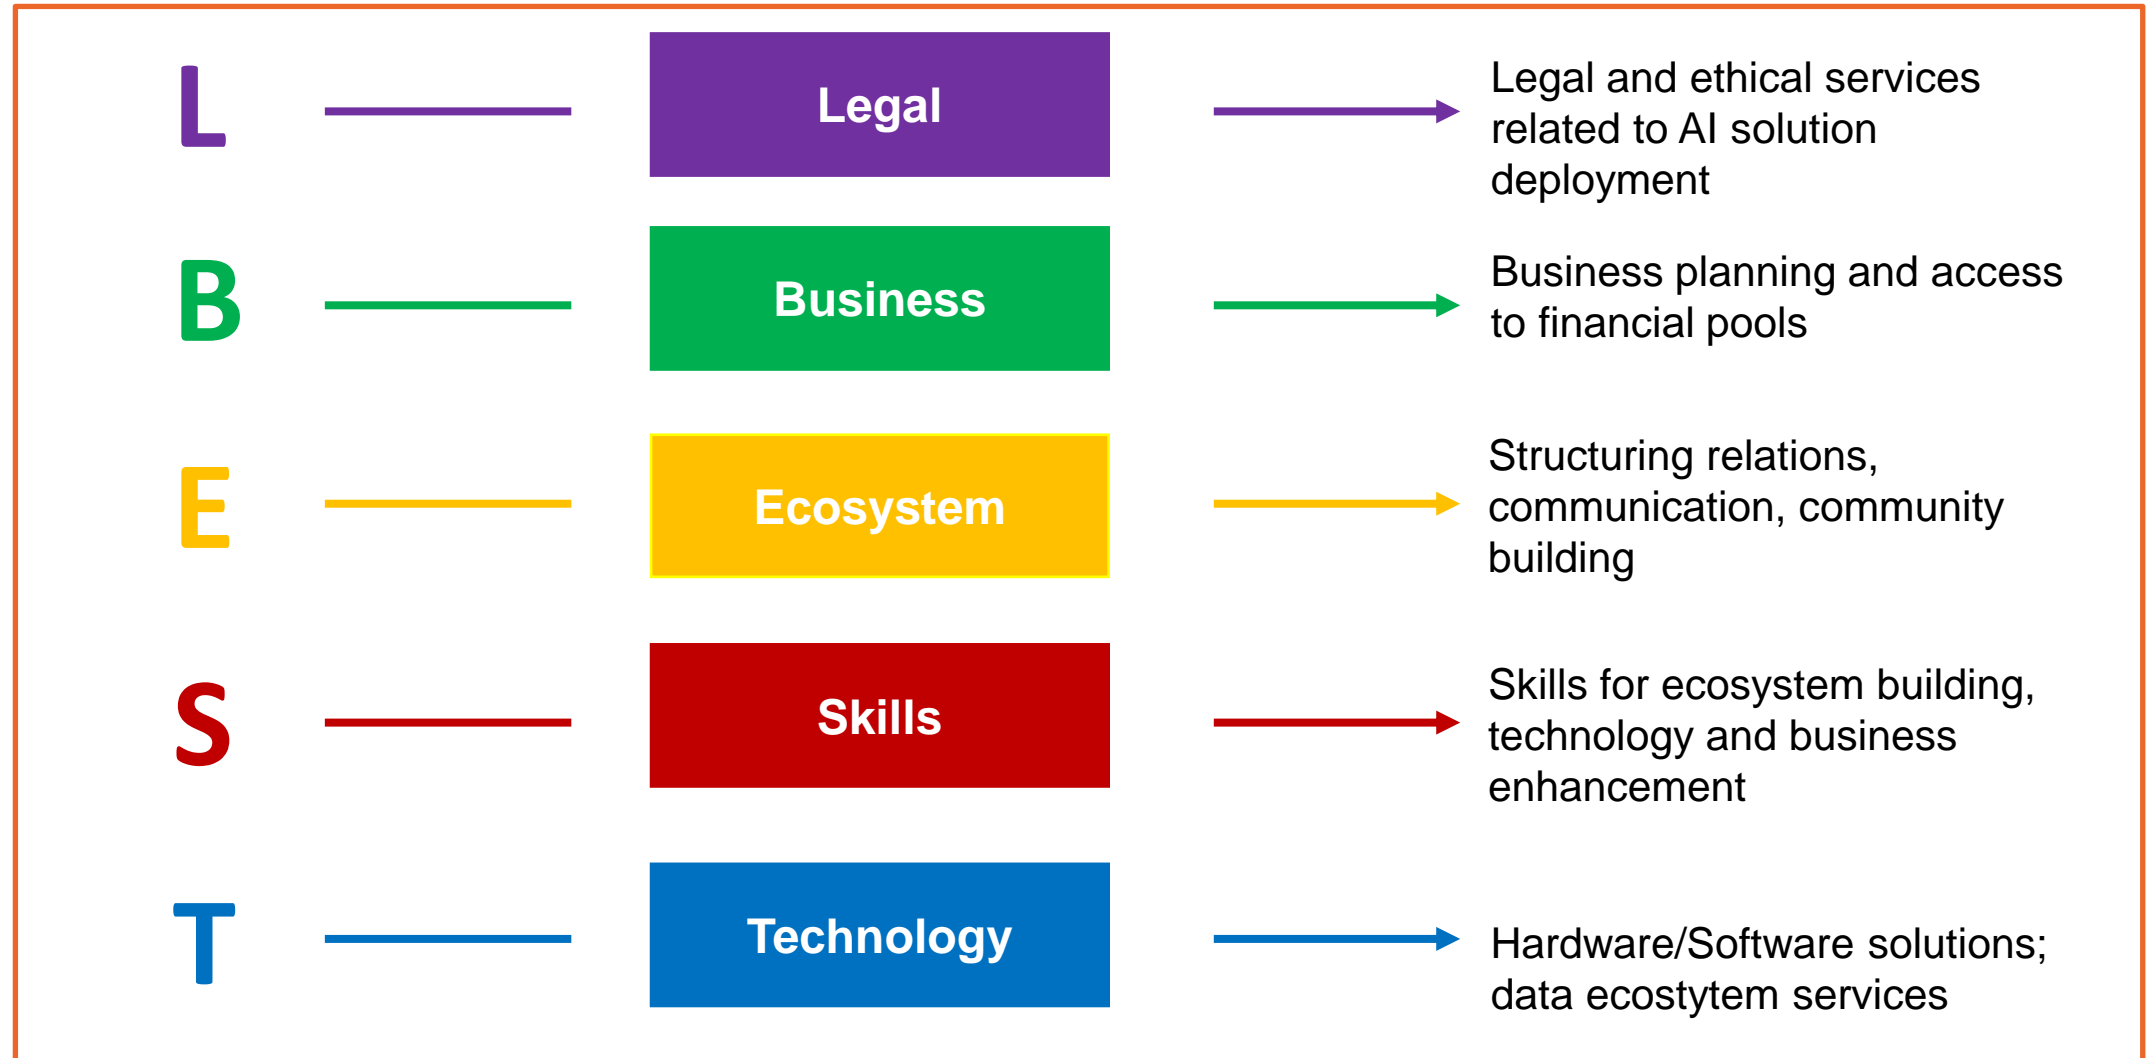 L
Legal
Legal and ethical services
related to AI solution
deployment
B
Business
Business planning and access
to financial pools
E
Ecosystem
Structuring relations,
communication, community
building
S
Skills
Skills for ecosystem building,
technology and business
enhancement
T
Technology
Hardware/Software solutions;
data ecostytem services